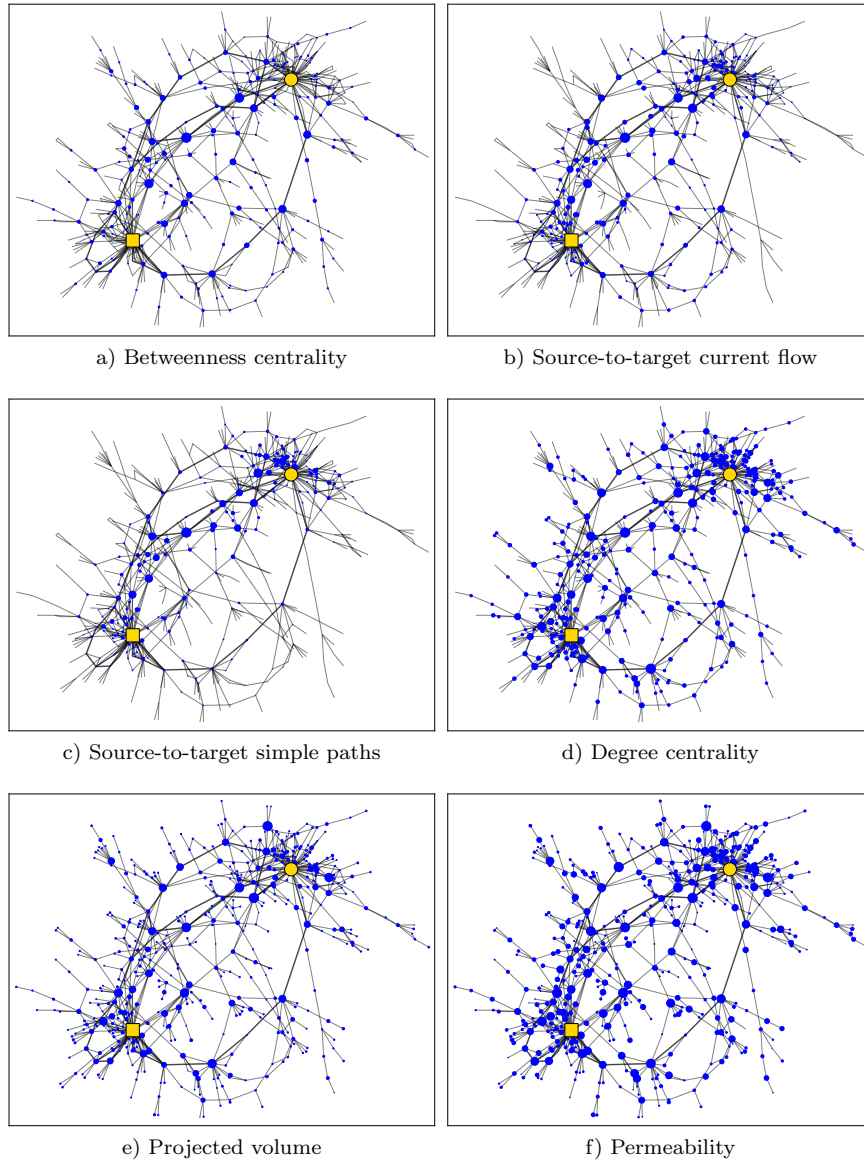 a) Betweenness centrality
b) Source-to-target current flow
c) Source-to-target simple paths
d) Degree centrality
e) Projected volume
f) Permeability